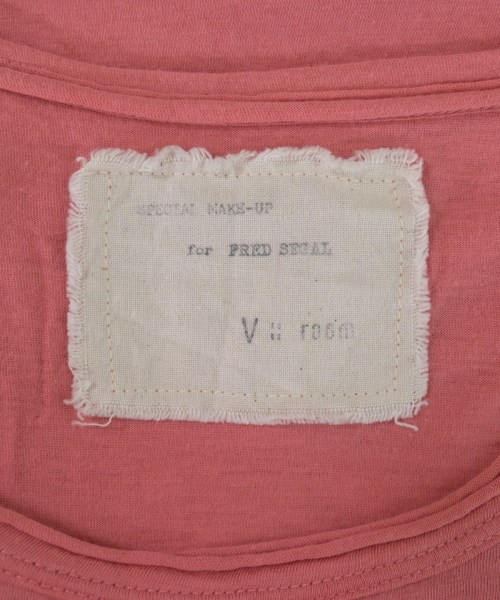 SPECIAL MAKE-UP
for FRED SEGAL
V :: room